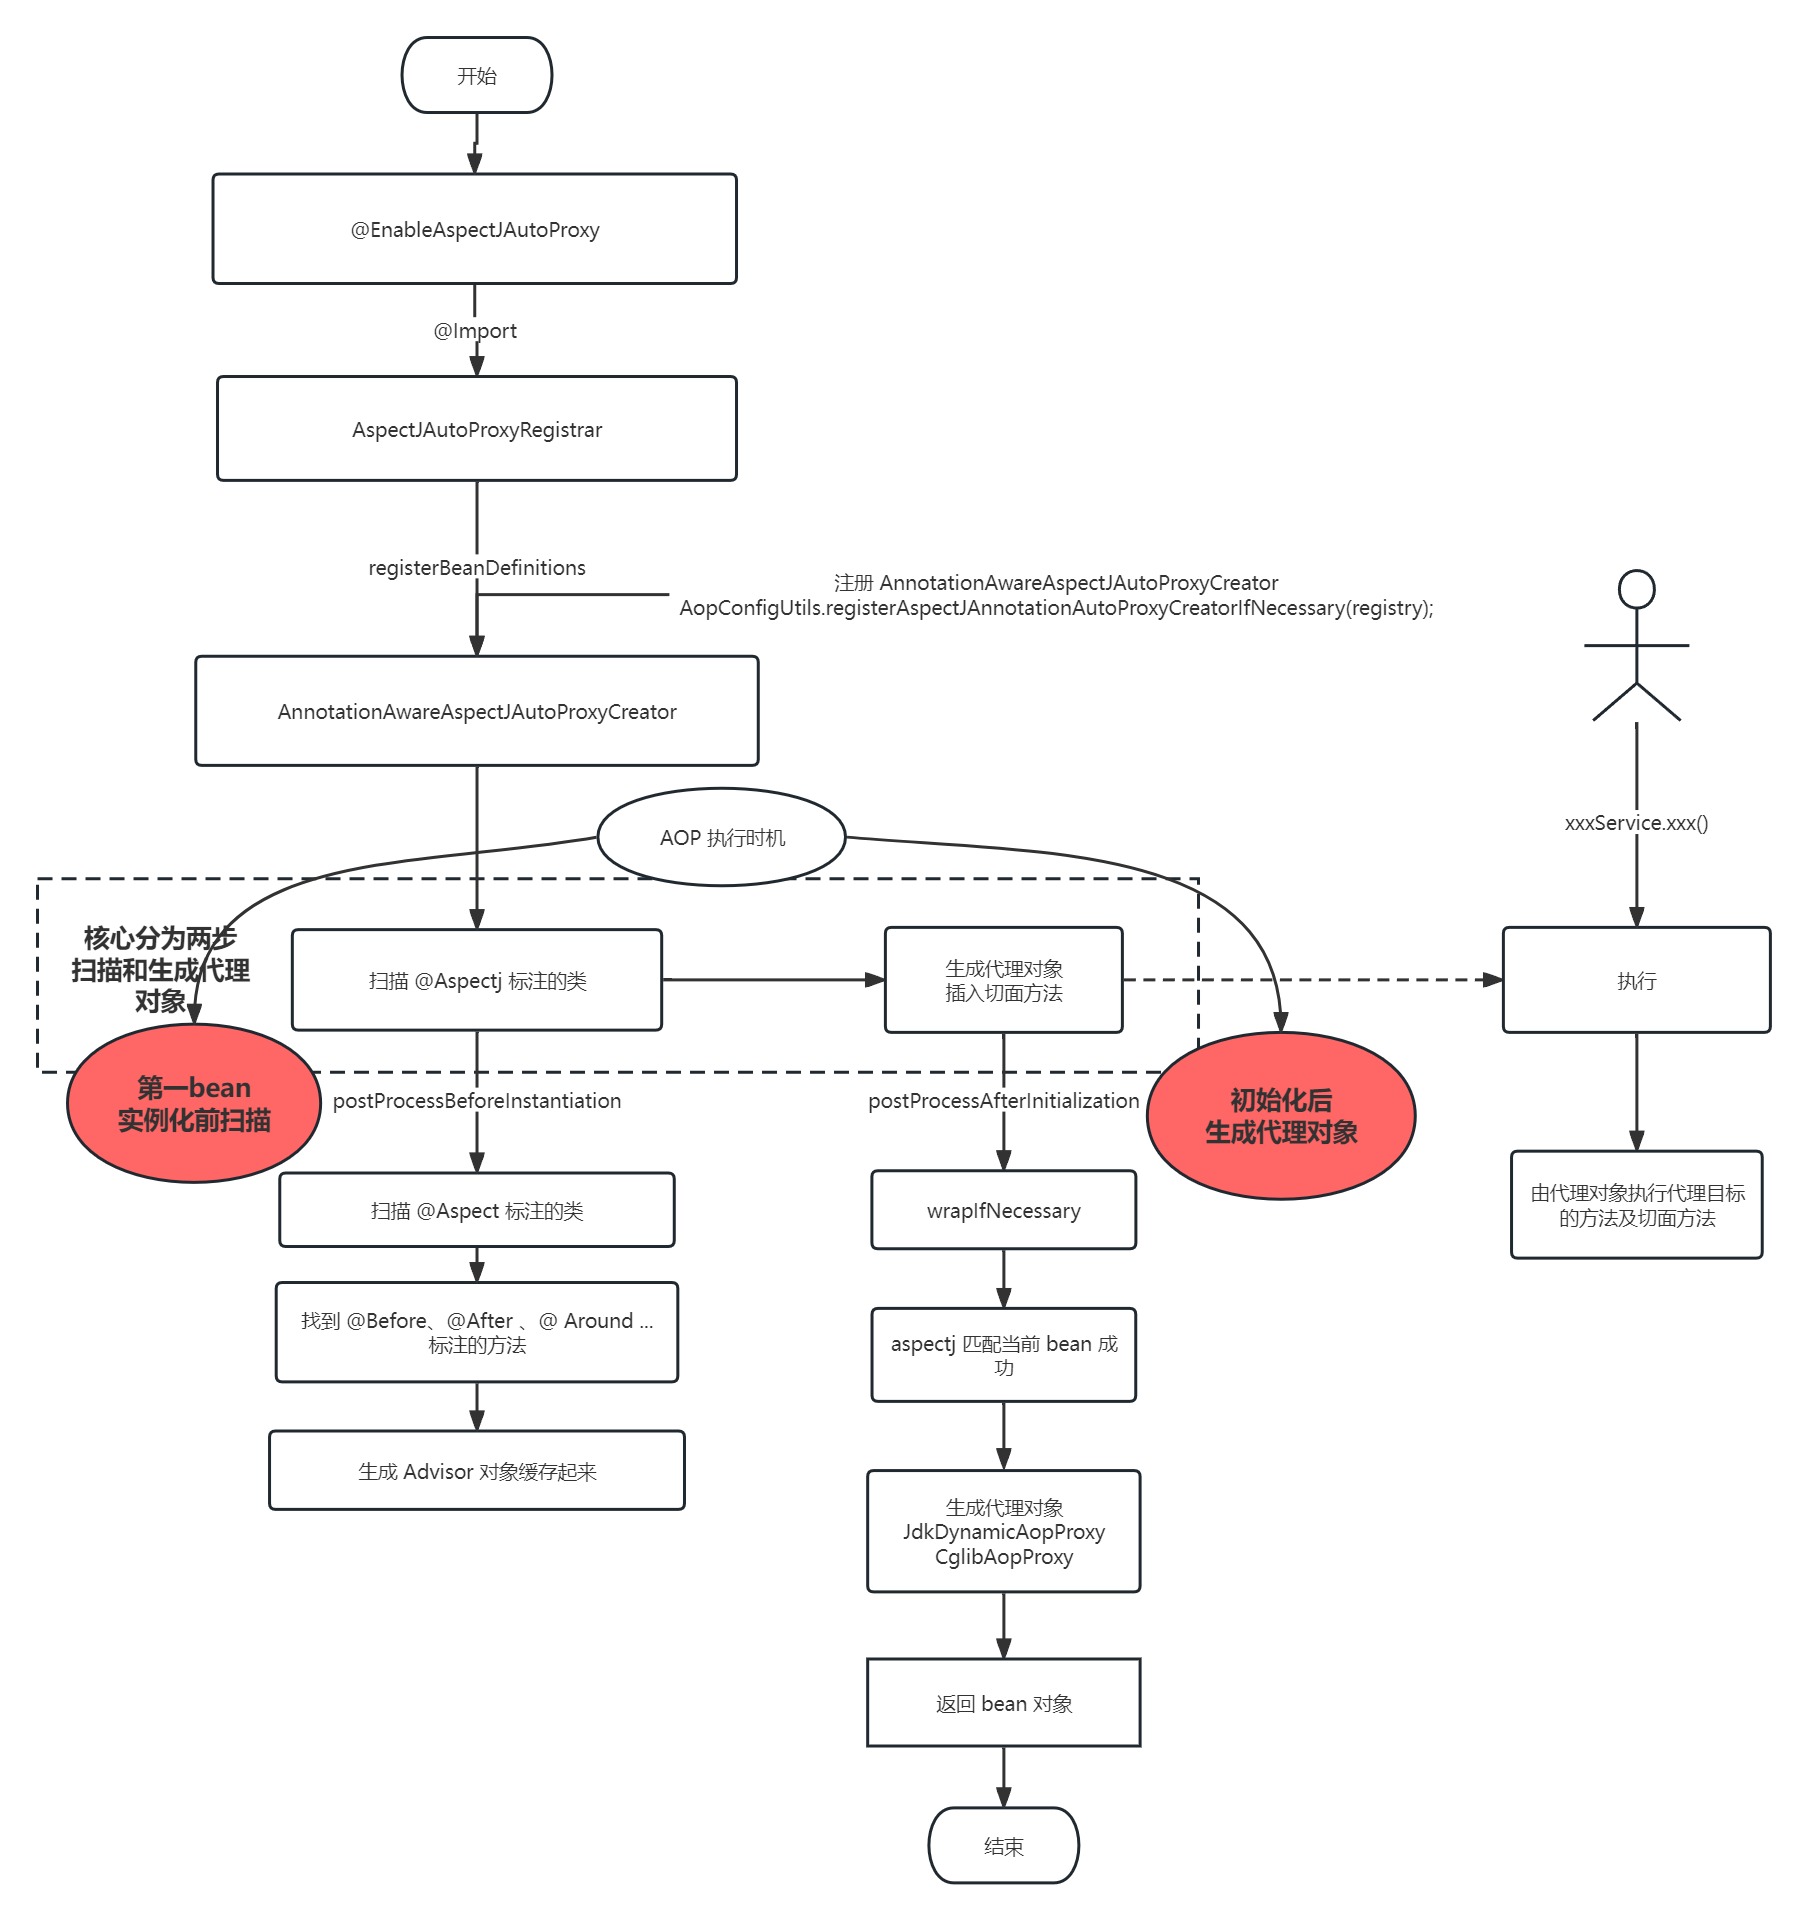 开始
@EnableAspectJAutoProxy
@Import
AspectJAutoProxyRegistrar
registerBeanDefinitions
注册 AnnotationAwareAspectJAutoProxyCreator
AopConfigUtils.registerAspectJAnnotationAutoProxyCreatorIfNecessary(registry);
AnnotationAwareAspectJAutoProxyCreator
AOP 执行时机
xxxService.xxx()
核心分为两步
扫描和生成代理
对象
扫描 @Aspectj 标注的类
生成代理对象
插入切面方法
执行
第一bean
实例化前扫描
postProcessBeforeInstantiation
postProcessAfterInitialization
初始化后
生成代理对象
扫描 @Aspect 标注的类
wrapIfNecessary
由代理对象执行代理目标
的方法及切面方法
找到 @Before、@After 、@ Around ...
标注的方法
aspectj 匹配当前 bean 成
功
生成 Advisor 对象缓存起来
生成代理对象
JdkDynamicAopProxy
CglibAopProxy
返回 bean 对象
结束